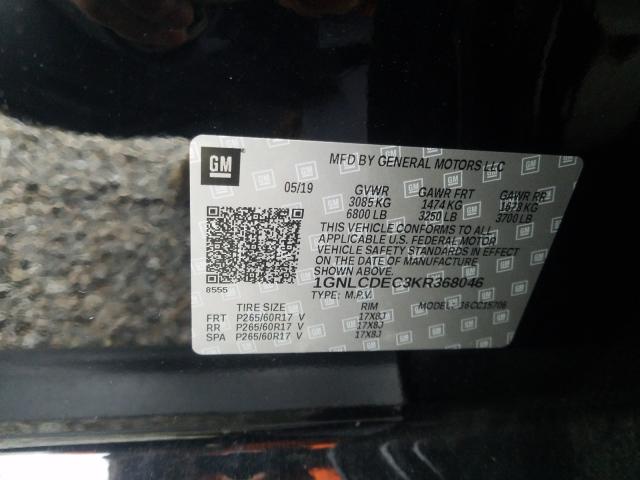 GM
MFD BY GENERAL MOTORS LLC
05/19 GVWR GAWR FRT GAWR RR
3085 KG 1474 KG 1678 KG
6800 LB 3250 LB 3700 LB
THIS VEHICLE CONFORMS TO ALL
APPLICABLE U.S. FEDERAL MOTOR
VEHICLE SAFETY STANDARDS IN EFFECT
ON THE DATE OF MANUFACTURE
SHOWN ABOVE.
8555
1GNLCDEC3KR368046
TYPE: M.P.V. MODEL:
TIRE SIZE RIM
FRT P265/60R17 V 17X8J
RR P265/60R17 V 17X8J
SPA P265/60R17 V 17X8J